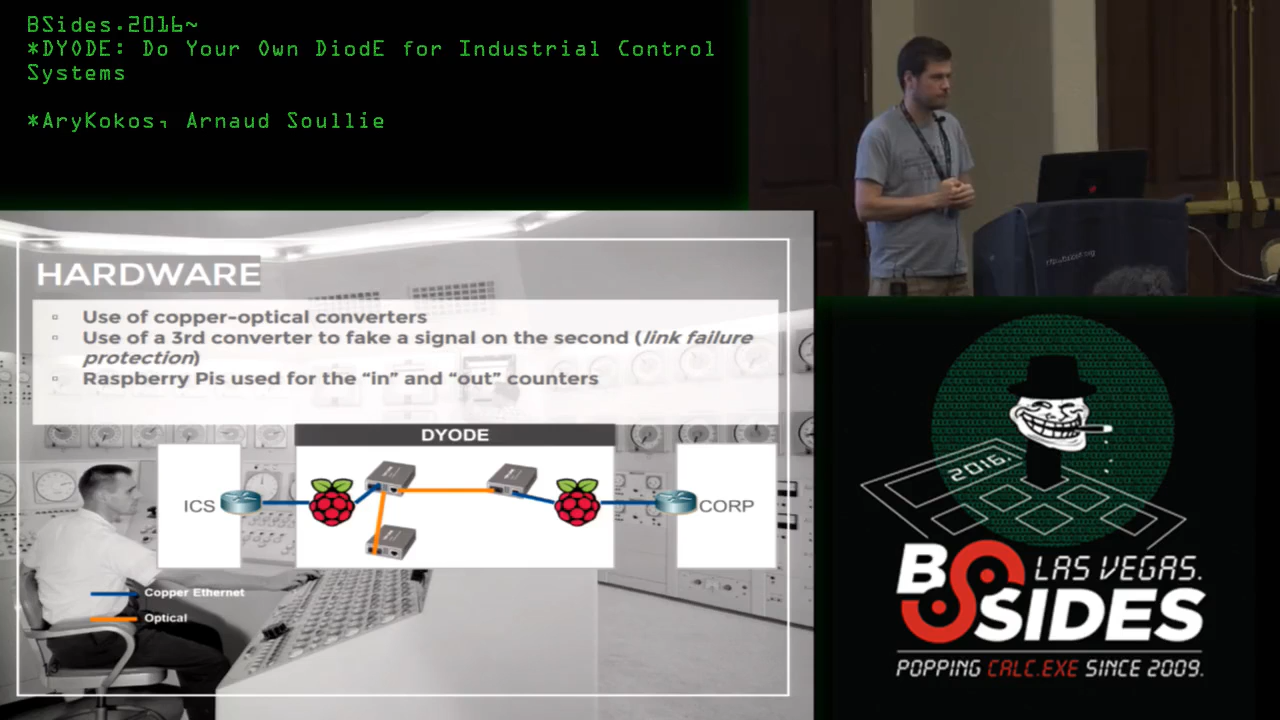 BSides.2016~
*DYODE: Do Your Own DiodE for Industrial Control
Systems
*AryKokos, Arnaud Soullie
HARDWARE
▫ Use of copper-optical converters
▫ Use of a 3rd converter to fake a signal on the second (link failure
protection)
▫ Raspberry Pis used for the “in” and “out” counters
DYODE
ICS
CORP
Copper Ethernet
Optical
13
2016.
BSIDES
LAS VEGAS.
POPPING CALC.EXE SINCE 2009.